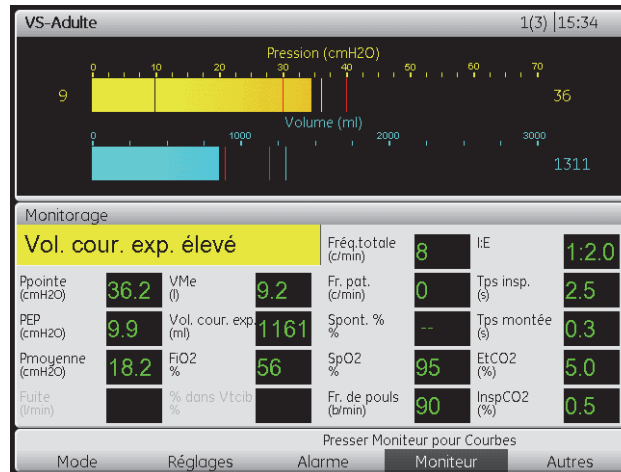 VS-Adulte 1(3) 15:34
Pression (cmH2O)
0 10 20 30 40 50 60 70
9 36
Volume (ml)
0 1000 2000 3000
1311
Monitorage
Vol. cour. exp. élevé
Fréq.totale (c/min) 8 I:E 1:2.0
Ppointe (cmH2O) 36.2 VMe (l) 9.2 Fr. pat. (c/min) 0 Tps insp. (s) 2.5
PEP (cmH2O) 9.9 Vol. cour. exp. (ml) 1161 Spont. % % -- Tps montée (s) 0.3
Pmoyenne (cmH2O) 18.2 FiO2 % 56 SpO2 % 95 EtCO2 (%) 5.0
Fuite (l/min) % dans Vtcib % Fr. de pouls (b/min) 90 InspCO2 (%) 0.5
Presser Moniteur pour Courbes
Mode Réglages Alarme Moniteur Autres